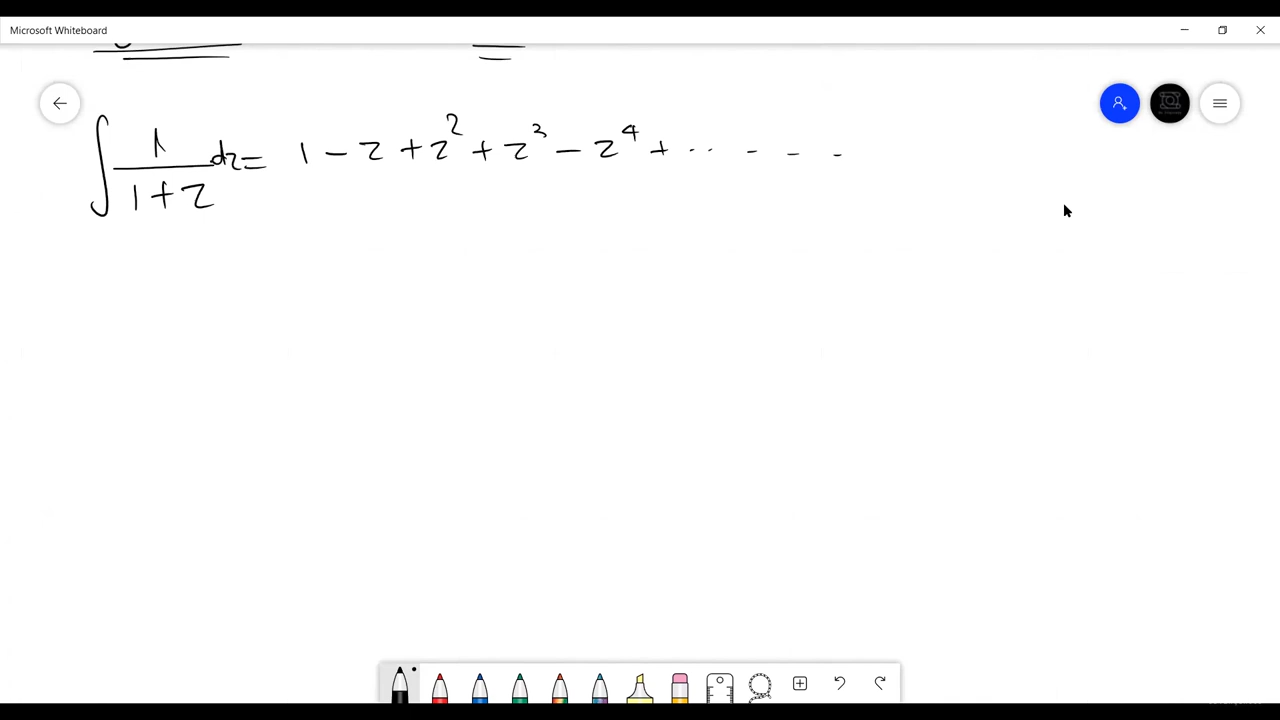 Microsoft Whiteboard
∫ 1/(1+z) dz = 1 - z + z² + z³ - z⁴ + ... - - -